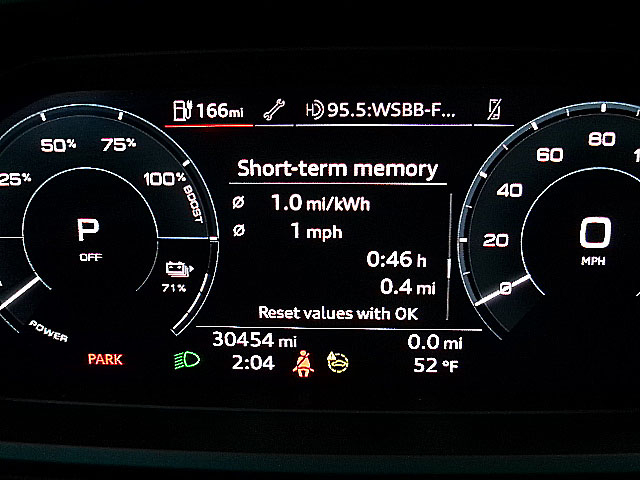 166mi
95.5:WSBB-F...
Short-term memory
Ø 1.0 mi/kWh
Ø 1 mph
0:46 h
0.4 mi
Reset values with OK
25%
50%
75%
100%
BOOST
P
OFF
71%
POWER
PARK
30454 mi
0.0 mi
2:04
52 °F
0
20
40
60
80
1
0
MPH